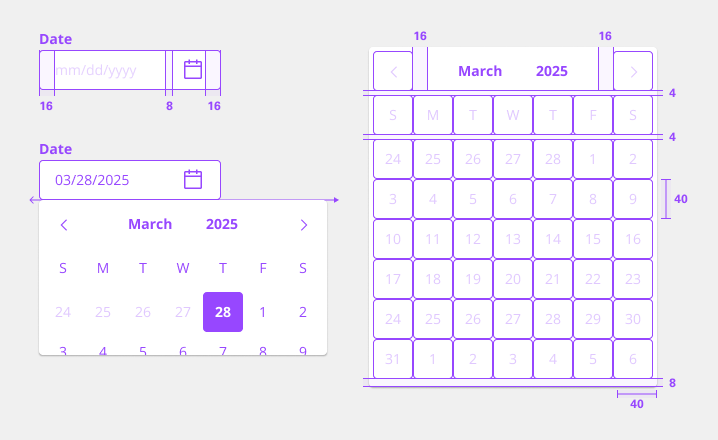 Date
mm/dd/yyyy
16 8 16
Date
03/28/2025
March 2025
S M T W T F S
24 25 26 27 28 1 2
3 4 5 6 7 8 9
16 16
March 2025
4
S M T W T F S
4
24 25 26 27 28 1 2
3 4 5 6 7 8 9
40
10 11 12 13 14 15 16
17 18 19 20 21 22 23
24 25 26 27 28 29 30
31 1 2 3 4 5 6
8
40